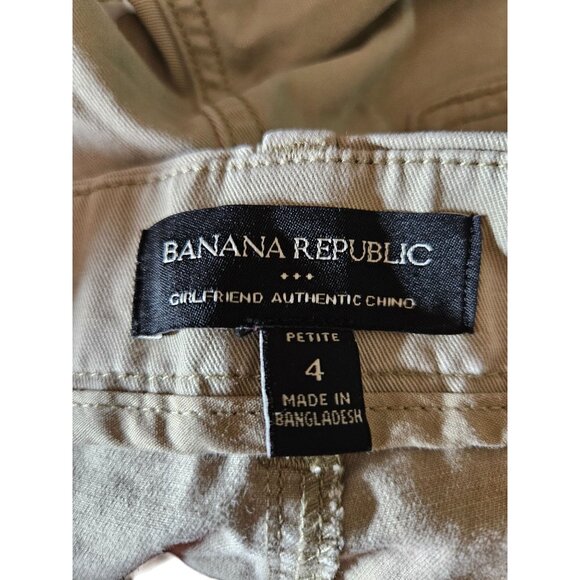 BANANA REPUBLIC
GIRLFRIEND AUTHENTIC CHINO
PETITE
4
MADE IN
BANGLADESH